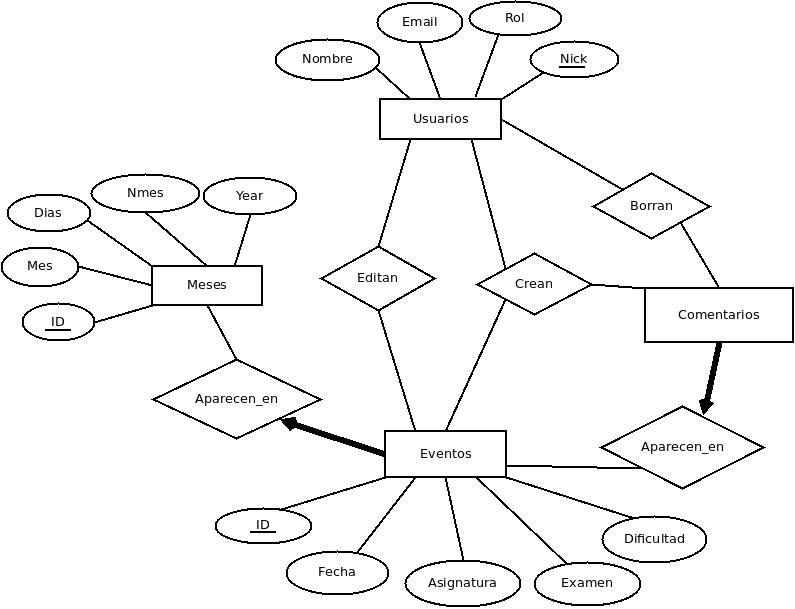 Email
Rol
Nombre
Nick
Usuarios
Nmes
Year
Dias
Borran
Mes
Meses
Editan
Crean
ID
Comentarios
Aparecen_en
Eventos
Aparecen_en
ID
Dificultad
Fecha
Asignatura
Examen